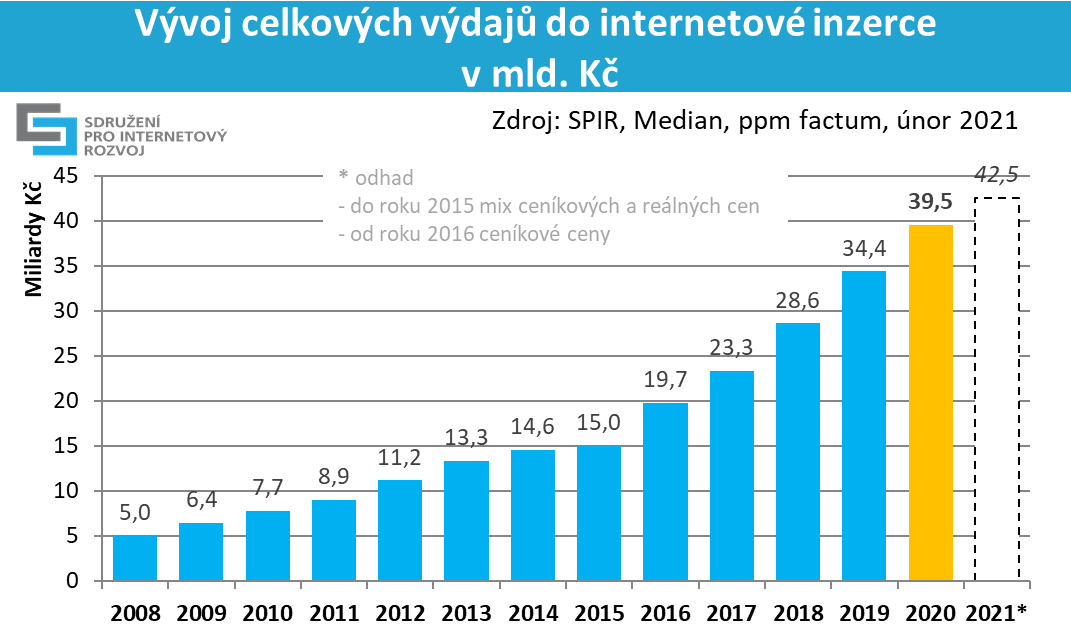 Vývoj celkových výdajů do internetové inzerce
v mld. Kč
SDRUŽENÍ
PRO INTERNETOVÝ
ROZVOJ
Zdroj: SPIR, Median, ppm factum, únor 2021
Miliardy Kč
45
40
35
30
25
20
15
10
5
0
* odhad
- do roku 2015 mix ceníkových a reálných cen
- od roku 2016 ceníkové ceny
5,0
6,4
7,7
8,9
11,2
13,3
14,6
15,0
19,7
23,3
28,6
34,4
39,5
42,5
2008 2009 2010 2011 2012 2013 2014 2015 2016 2017 2018 2019 2020 2021*